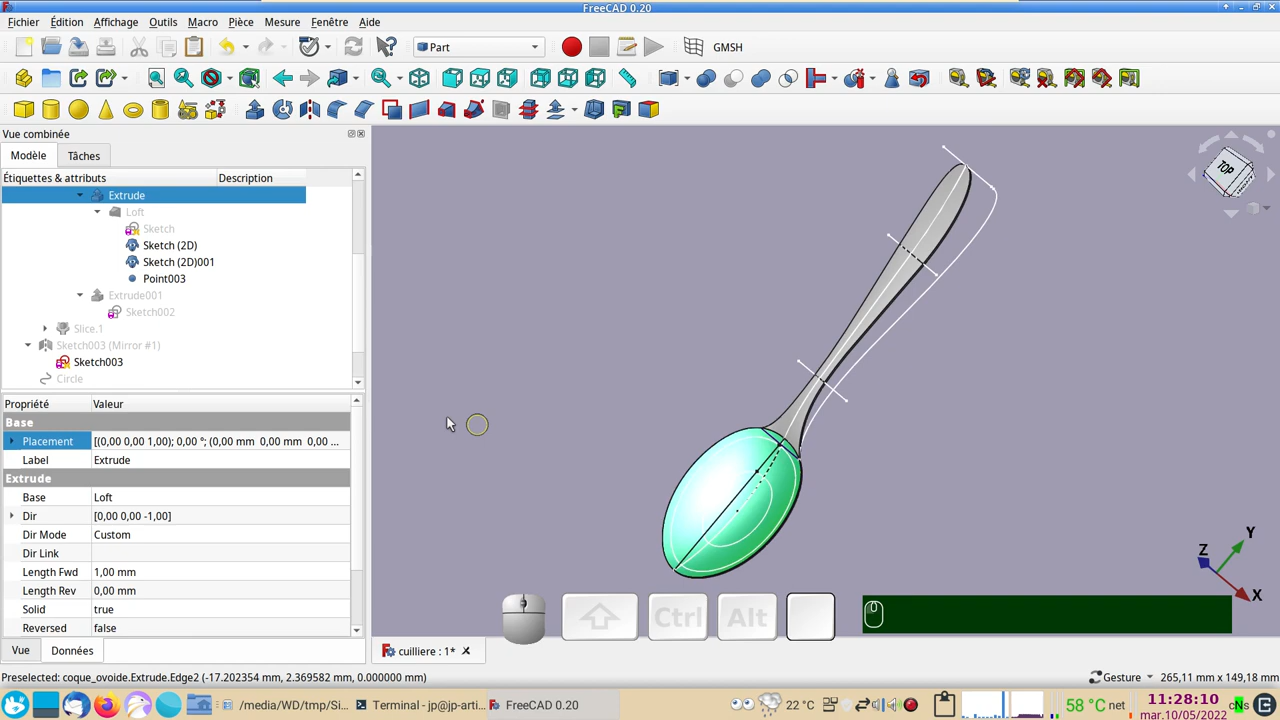 FreeCAD 0.20
Fichier Édition Affichage Outils Macro Pièce Mesure Fenêtre Aide
Part
GMSH
Vue combinée
Modèle Tâches
Étiquettes & attributs Description
Extrude
Loft
Sketch
Sketch (2D)
Sketch (2D)001
Point003
Extrude001
Sketch002
Slice.1
Sketch003 (Mirror #1)
Sketch003
Circle
Propriété Valeur
Base
Placement [(0,00 0,00 1,00); 0,00 °; (0,00 mm 0,00 mm 0,00 ...
Label Extrude
Extrude
Base Loft
Dir [0,00 0,00 -1,00]
Dir Mode Custom
Dir Link
Length Fwd 1,00 mm
Length Rev 0,00 mm
Solid true
Reversed false
Vue Données
TOP
Z Y X
Ctrl Alt
cuilliere : 1*
Preselected: coque_ovoide.Extrude.Edge2 (-17.202354 mm, 2.369582 mm, 0.000000 mm)
Gesture 265,11 mm x 149,18 mm
/media/WD/tmp/Si... Terminal - jp@jp-arti... FreeCAD 0.20
22 °C
58 °C
net
11:28:10
mar.10/05/2022
cNs